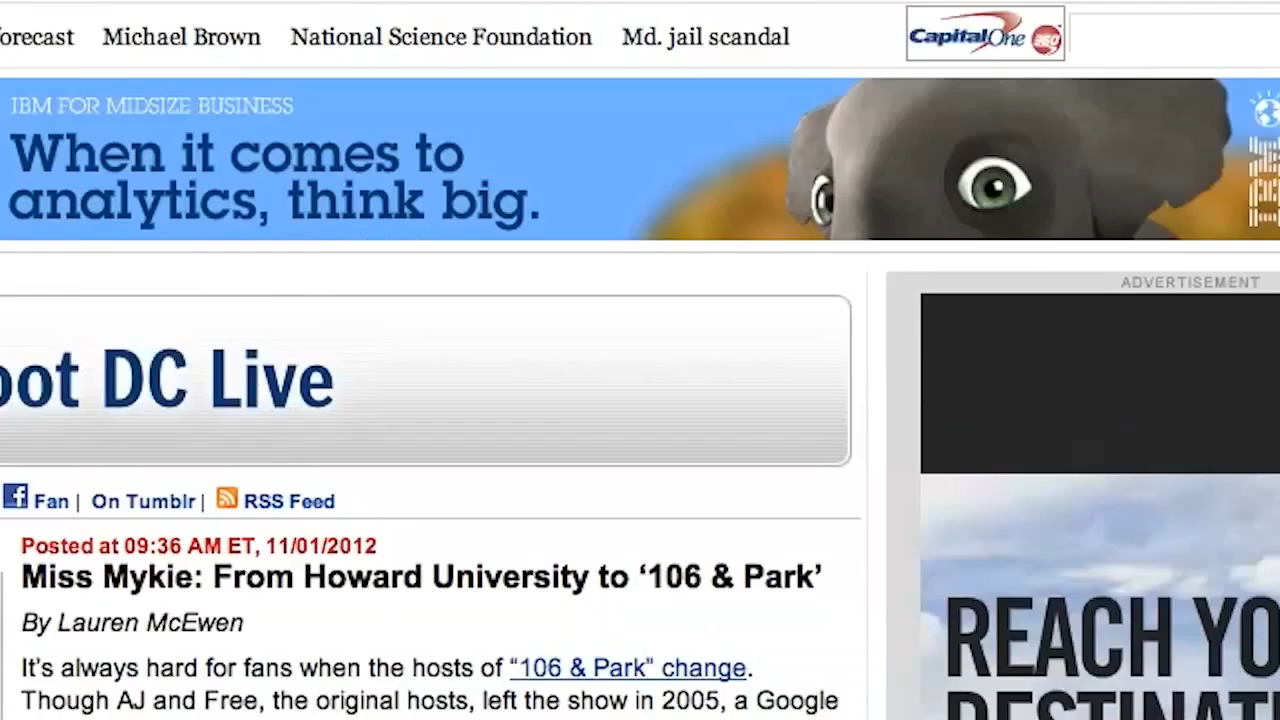 orecast Michael Brown National Science Foundation Md. jail scandal
CapitalOne 360
IBM FOR MIDSIZE BUSINESS
When it comes to
analytics, think big.
IBM
ADVERTISEMENT
oot DC Live
Fan | On Tumblr | RSS Feed
Posted at 09:36 AM ET, 11/01/2012
Miss Mykie: From Howard University to ‘106 & Park’
By Lauren McEwen
It’s always hard for fans when the hosts of “106 & Park” change.
Though AJ and Free, the original hosts, left the show in 2005, a Google
REACH YO
DESTINAT